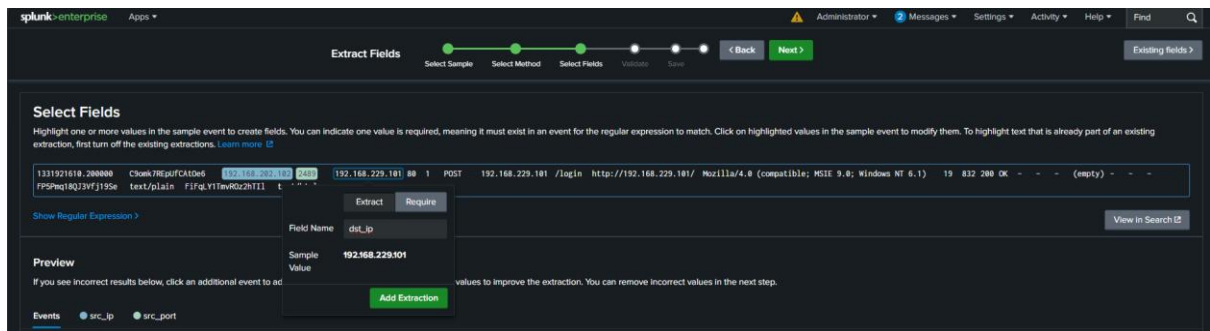 splunk>enterprise Apps ▾ Administrator ▾ 2 Messages ▾ Settings ▾ Activity ▾ Help ▾ Find
Extract Fields Select Sample Select Method Select Fields Validate Save < Back Next > Existing fields >
Select Fields
Highlight one or more values in the sample event to create fields. You can indicate one value is required, meaning it must exist in an event for the regular expression to match. Click on highlighted values in the sample event to modify them. To highlight text that is already part of an existing
extraction, first turn off the existing extractions. Learn more
1331921610.200000 C9omk7REpUfCAtOe6 192.168.202.102 2489 192.168.229.101 80 1 POST 192.168.229.101 /login http://192.168.229.101/ Mozilla/4.0 (compatible; MSIE 9.0; Windows NT 6.1) 19 832 200 OK - - - (empty) - - -
FPSPmq18QJ3Vfj19Se text/plain FiFqLY1TmvROz2hTIl
Show Regular Expression >
View in Search
Extract Require
Field Name dst_ip
Sample Value 192.168.229.101
Add Extraction
Preview
If you see incorrect results below, click an additional event to ad values to improve the extraction. You can remove incorrect values in the next step.
Events src_ip src_port